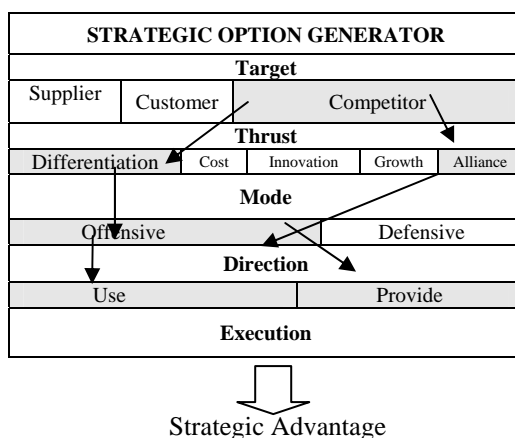 STRATEGIC OPTION GENERATOR
Target
Supplier Customer Competitor
Thrust
Differentiation Cost Innovation Growth Alliance
Mode
Offensive Defensive
Direction
Use Provide
Execution
Strategic Advantage